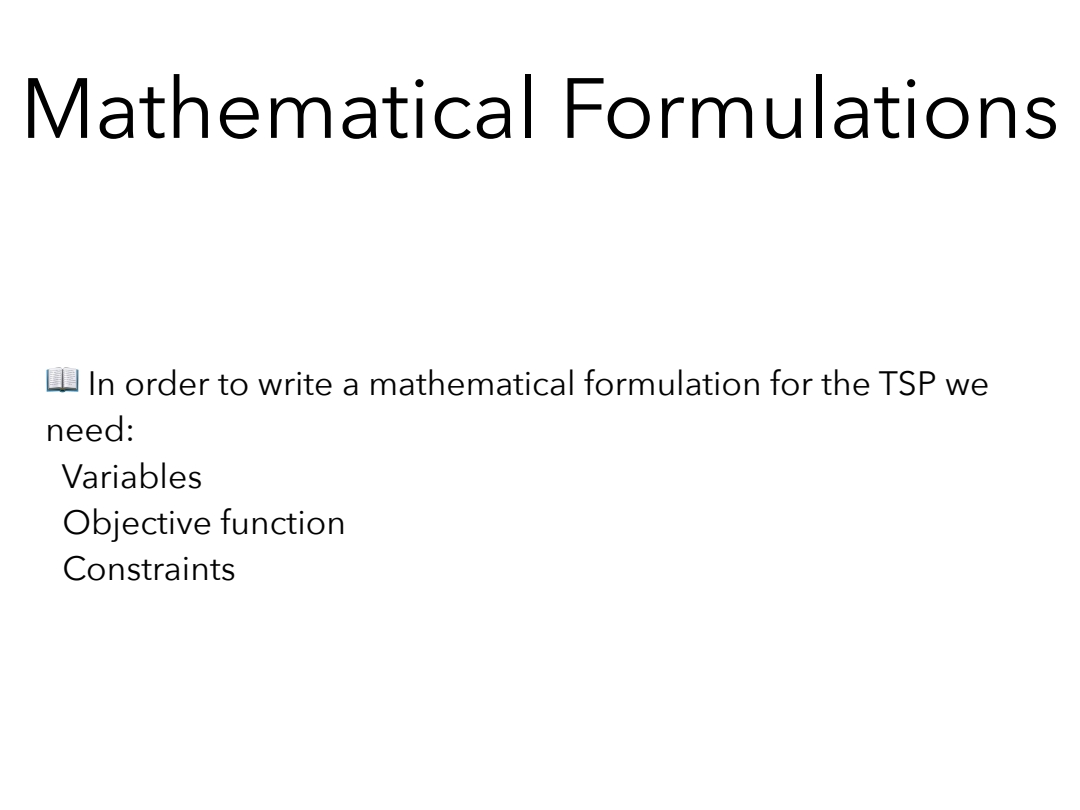 Mathematical Formulations
📖 In order to write a mathematical formulation for the TSP we
need:
Variables
Objective function
Constraints